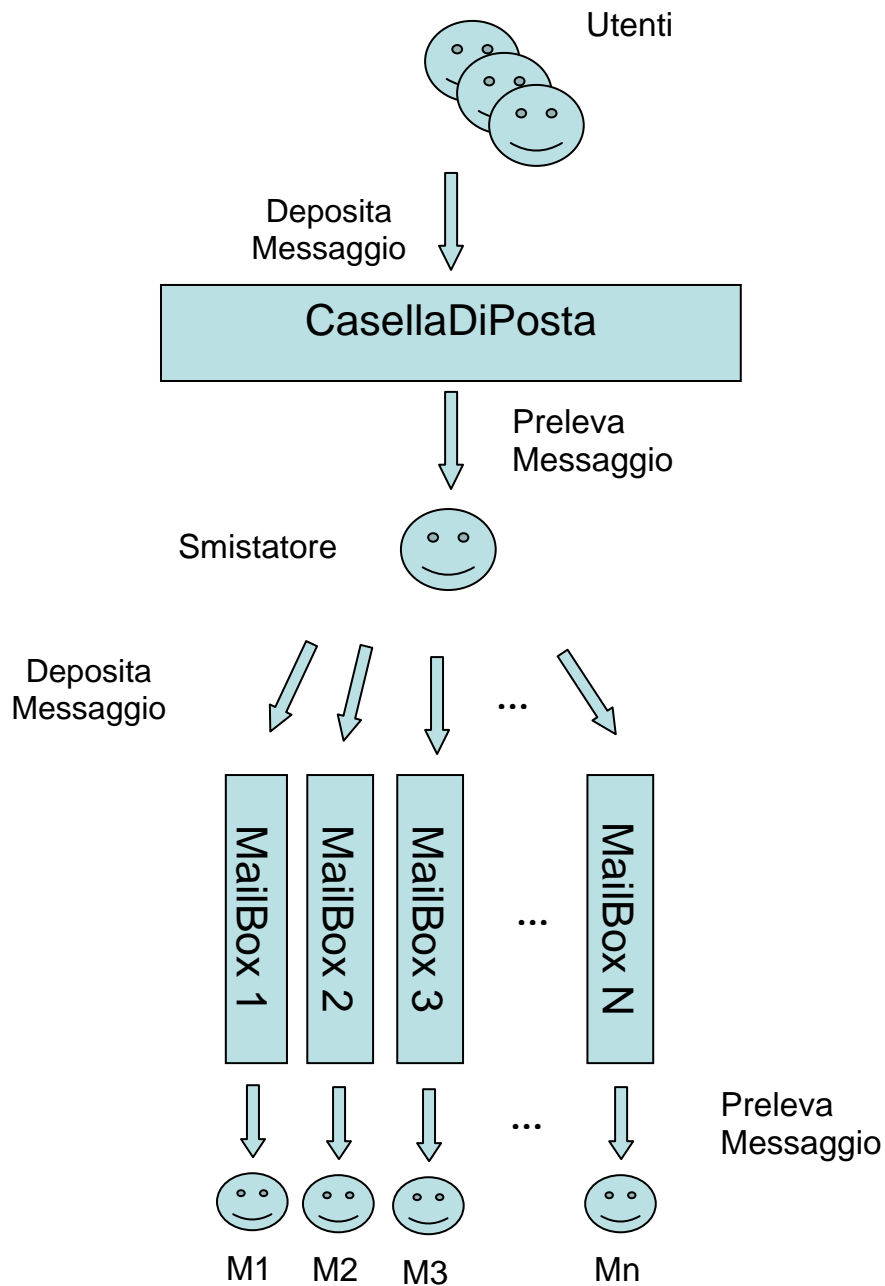 Utenti
Deposita
Messaggio
CasellaDiPosta
Preleva
Messaggio
Smistatore
Deposita
Messaggio
...
MailBox 1
MailBox 2
MailBox 3
...
MailBox N
...
Preleva
Messaggio
M1
M2
M3
Mn